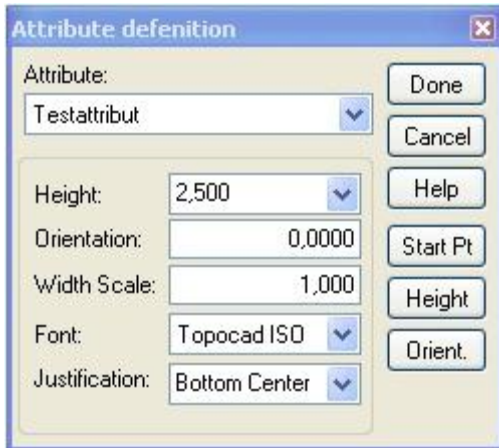 Attribute defenition
Attribute:
Testattribut
Done
Cancel
Height: 2,500
Help
Orientation: 0,0000
Start Pt
Width Scale: 1,000
Height
Font: Topocad ISO
Orient.
Justification: Bottom Center